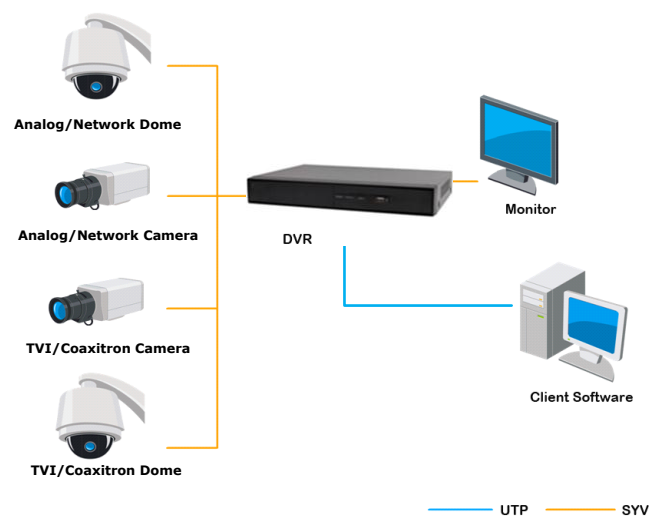 Analog/Network Dome
Analog/Network Camera
TVI/Coaxitron Camera
TVI/Coaxitron Dome
DVR
Monitor
Client Software
UTP
SYV